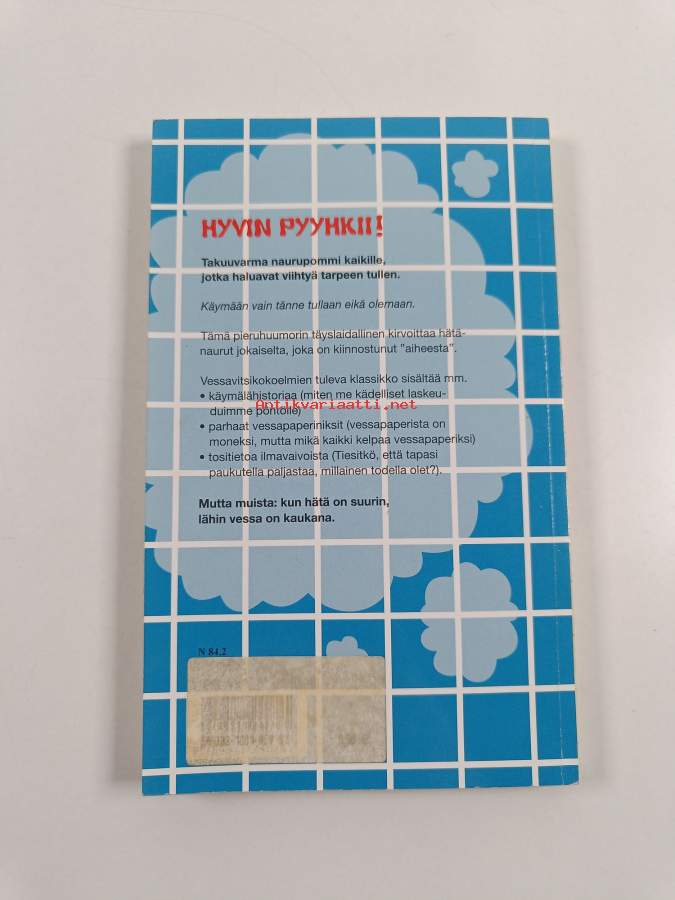 HYVIN PYYHKII!
Takuuvarma naurupommi kaikille,
jotka haluavat viihtyä tarpeen tullen.
Käymään vain tänne tullaan eikä olemaan.
Tämä pieruhuumorin täyslaidallinen kirvoittaa hätä-
naurut jokaiselta, joka on kiinnostunut ”aiheesta”.
Vessavitsikokoelmien tuleva klassikko sisältää mm.
• käymälähistoriaa (miten me kädelliset laskeu-
duimme pöntölle)
Antikvariaatti.net
• parhaat vessapaperiniksit (vessapaperista on
moneksi, mutta mikä kaikki kelpaa vessapaperiksi)
• tositietoa ilmavaivoista (Tiesitkö, että tapasi
paukutella paljastaa, millainen todella olet?).
Mutta muista: kun hätä on suurin,
lähin vessa on kaukana.
N 84.2